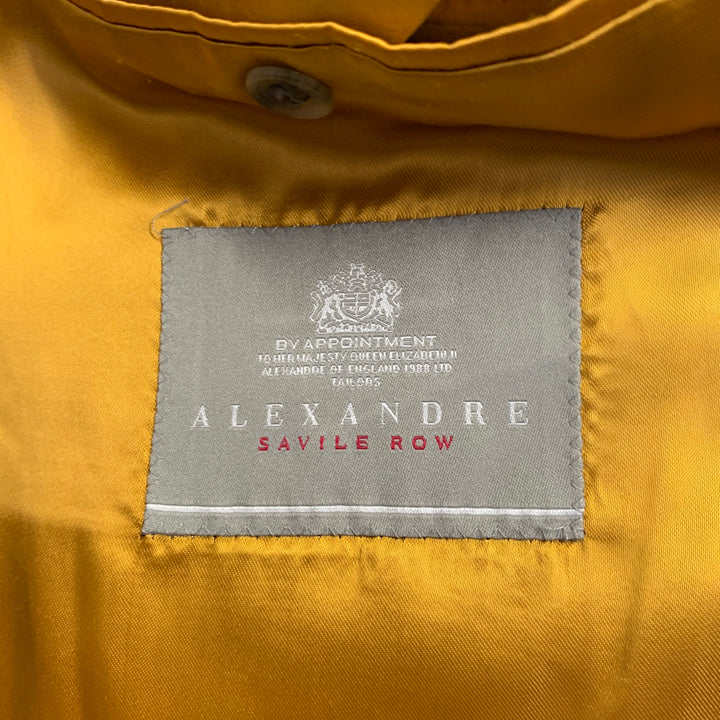 BY APPOINTMENT
TO HER MAJESTY QUEEN ELIZABETH II
ALEXANDRE OF ENGLAND 1988 LTD
TAILORS
ALEXANDRE
SAVILE ROW